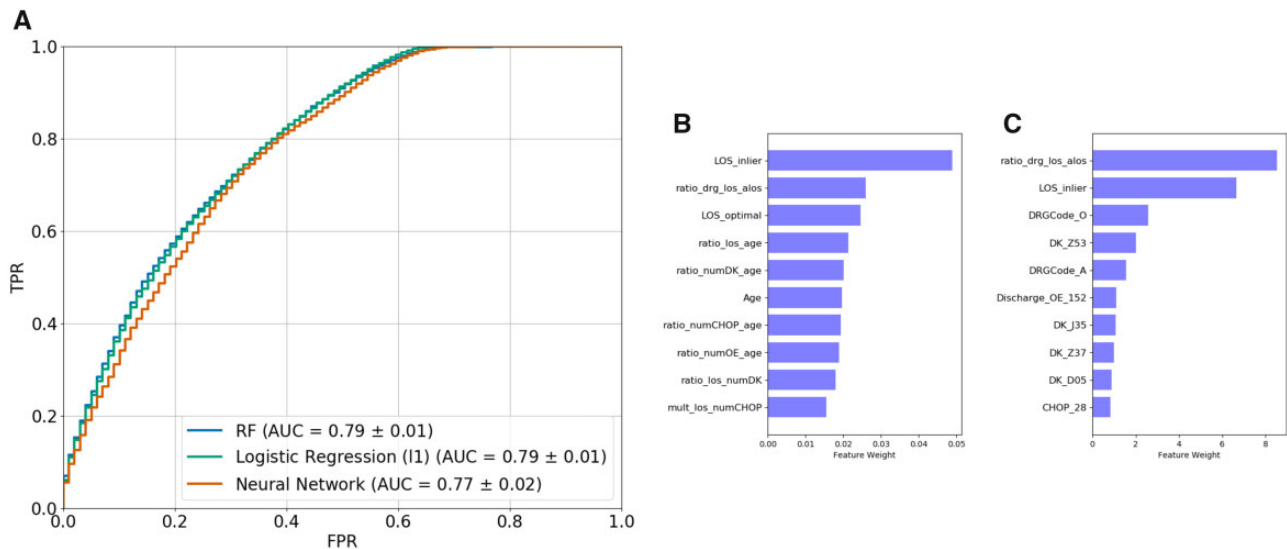 A
1.0
0.8
0.6
0.4
0.2
0.0
TPR
0.0 0.2 0.4 0.6 0.8 1.0
FPR
RF (AUC = 0.79 ± 0.01)
Logistic Regression (l1) (AUC = 0.79 ± 0.01)
Neural Network (AUC = 0.77 ± 0.02)
B
LOS_inlier
ratio_drg_los_alos
LOS_optimal
ratio_los_age
ratio_numDK_age
Age
ratio_numCHOP_age
ratio_numOE_age
ratio_los_numDK
mult_los_numCHOP
0.00 0.01 0.02 0.03 0.04 0.05
Feature Weight
C
ratio_drg_los_alos
LOS_inlier
DRGCode_O
DK_Z53
DRGCode_A
Discharge_OE_152
DK_J35
DK_Z37
DK_D05
CHOP_28
0 2 4 6 8
Feature Weight